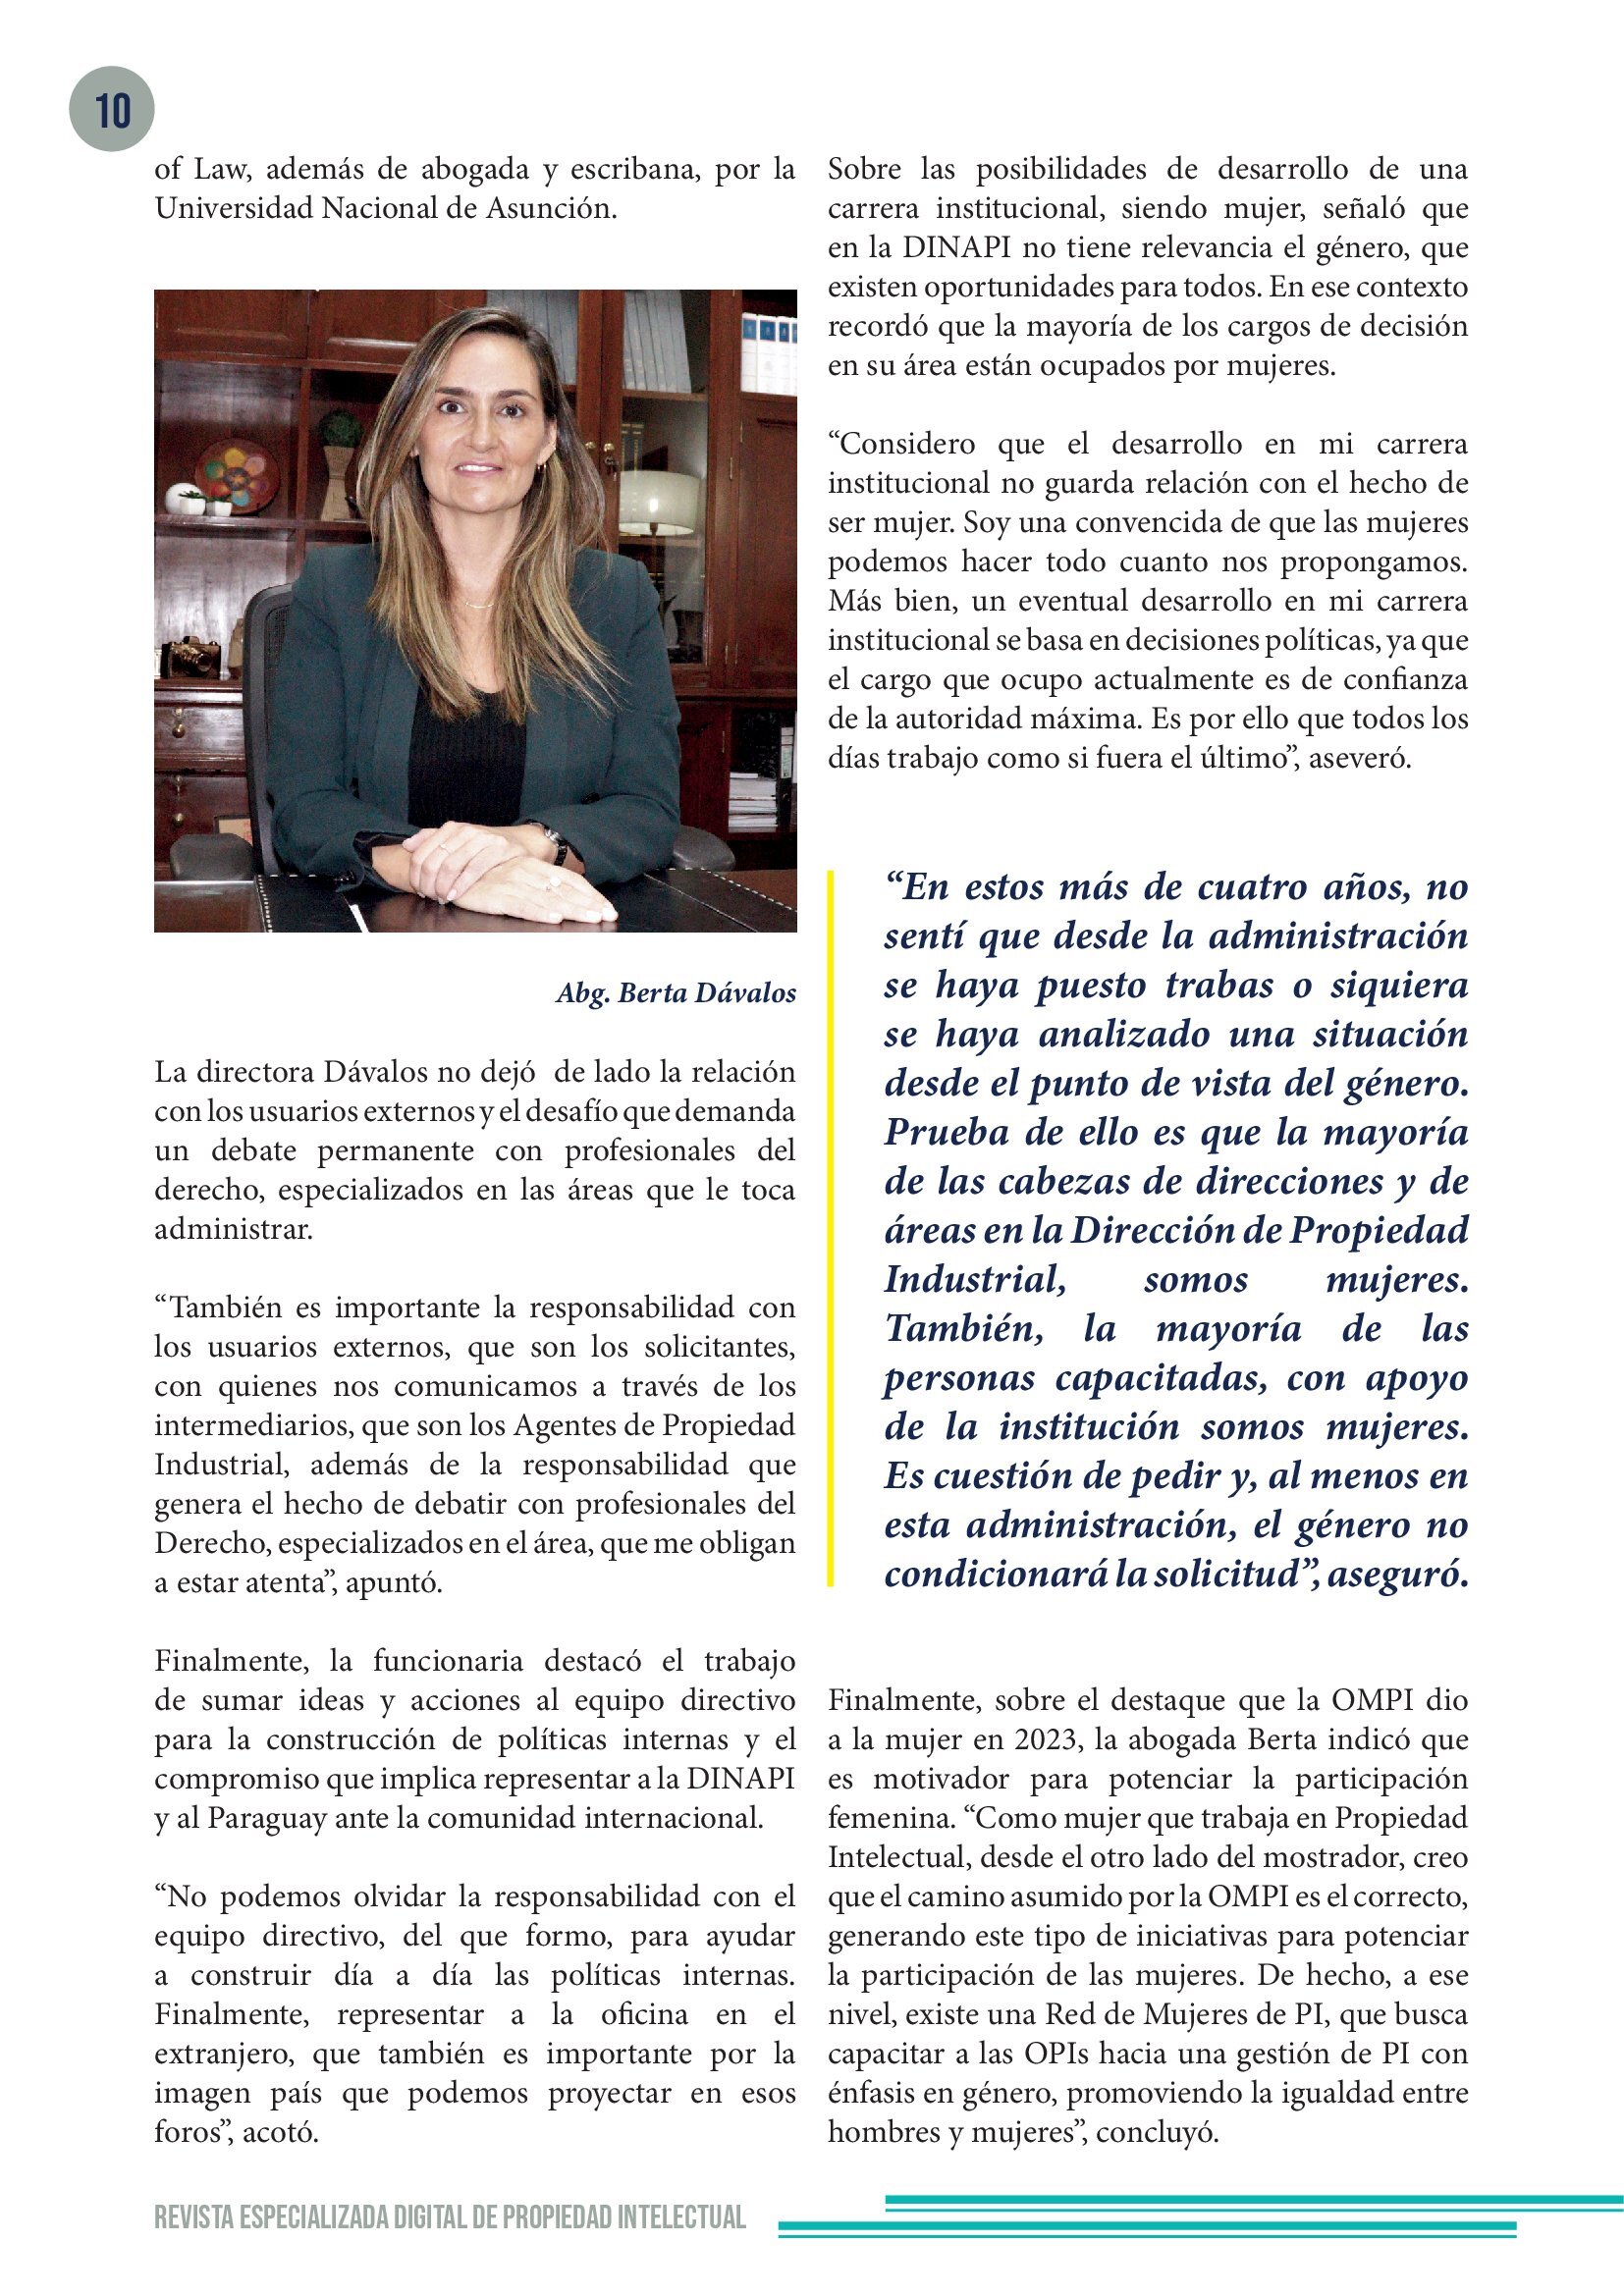 10
of Law, además de abogada y escribana, por la
Universidad Nacional de Asunción.
Abg. Berta Dávalos
La directora Dávalos no dejó  de lado la relación
con los usuarios externos y el desafío que demanda
un debate permanente con profesionales del
derecho, especializados en las áreas que le toca
administrar.
“También es importante la responsabilidad con
los usuarios externos, que son los solicitantes,
con quienes nos comunicamos a través de los
intermediarios, que son los Agentes de Propiedad
Industrial, además de la responsabilidad que
genera el hecho de debatir con profesionales del
Derecho, especializados en el área, que me obligan
a estar atenta”, apuntó.
Finalmente, la funcionaria destacó el trabajo
de sumar ideas y acciones al equipo directivo
para la construcción de políticas internas y el
compromiso que implica representar a la DINAPI
y al Paraguay ante la comunidad internacional.
“No podemos olvidar la responsabilidad con el
equipo directivo, del que formo, para ayudar
a construir día a día las políticas internas.
Finalmente, representar a la oficina en el
extranjero, que también es importante por la
imagen país que podemos proyectar en esos
foros”, acotó.
Sobre las posibilidades de desarrollo de una
carrera institucional, siendo mujer, señaló que
en la DINAPI no tiene relevancia el género, que
existen oportunidades para todos. En ese contexto
recordó que la mayoría de los cargos de decisión
en su área están ocupados por mujeres.
“Considero que el desarrollo en mi carrera
institucional no guarda relación con el hecho de
ser mujer. Soy una convencida de que las mujeres
podemos hacer todo cuanto nos propongamos.
Más bien, un eventual desarrollo en mi carrera
institucional se basa en decisiones políticas, ya que
el cargo que ocupo actualmente es de confianza
de la autoridad máxima. Es por ello que todos los
días trabajo como si fuera el último”, aseveró.
“En estos más de cuatro años, no
sentí que desde la administración
se haya puesto trabas o siquiera
se haya analizado una situación
desde el punto de vista del género.
Prueba de ello es que la mayoría
de las cabezas de direcciones y de
áreas en la Dirección de Propiedad
Industrial, somos mujeres.
También, la mayoría de las
personas capacitadas, con apoyo
de la institución somos mujeres.
Es cuestión de pedir y, al menos en
esta administración, el género no
condicionará la solicitud”, aseguró.
Finalmente, sobre el destaque que la OMPI dio
a la mujer en 2023, la abogada Berta indicó que
es motivador para potenciar la participación
femenina. “Como mujer que trabaja en Propiedad
Intelectual, desde el otro lado del mostrador, creo
que el camino asumido por la OMPI es el correcto,
generando este tipo de iniciativas para potenciar
la participación de las mujeres. De hecho, a ese
nivel, existe una Red de Mujeres de PI, que busca
capacitar a las OPIs hacia una gestión de PI con
énfasis en género, promoviendo la igualdad entre
hombres y mujeres”, concluyó.
REVISTA ESPECIALIZADA DIGITAL DE PROPIEDAD INTELECTUAL